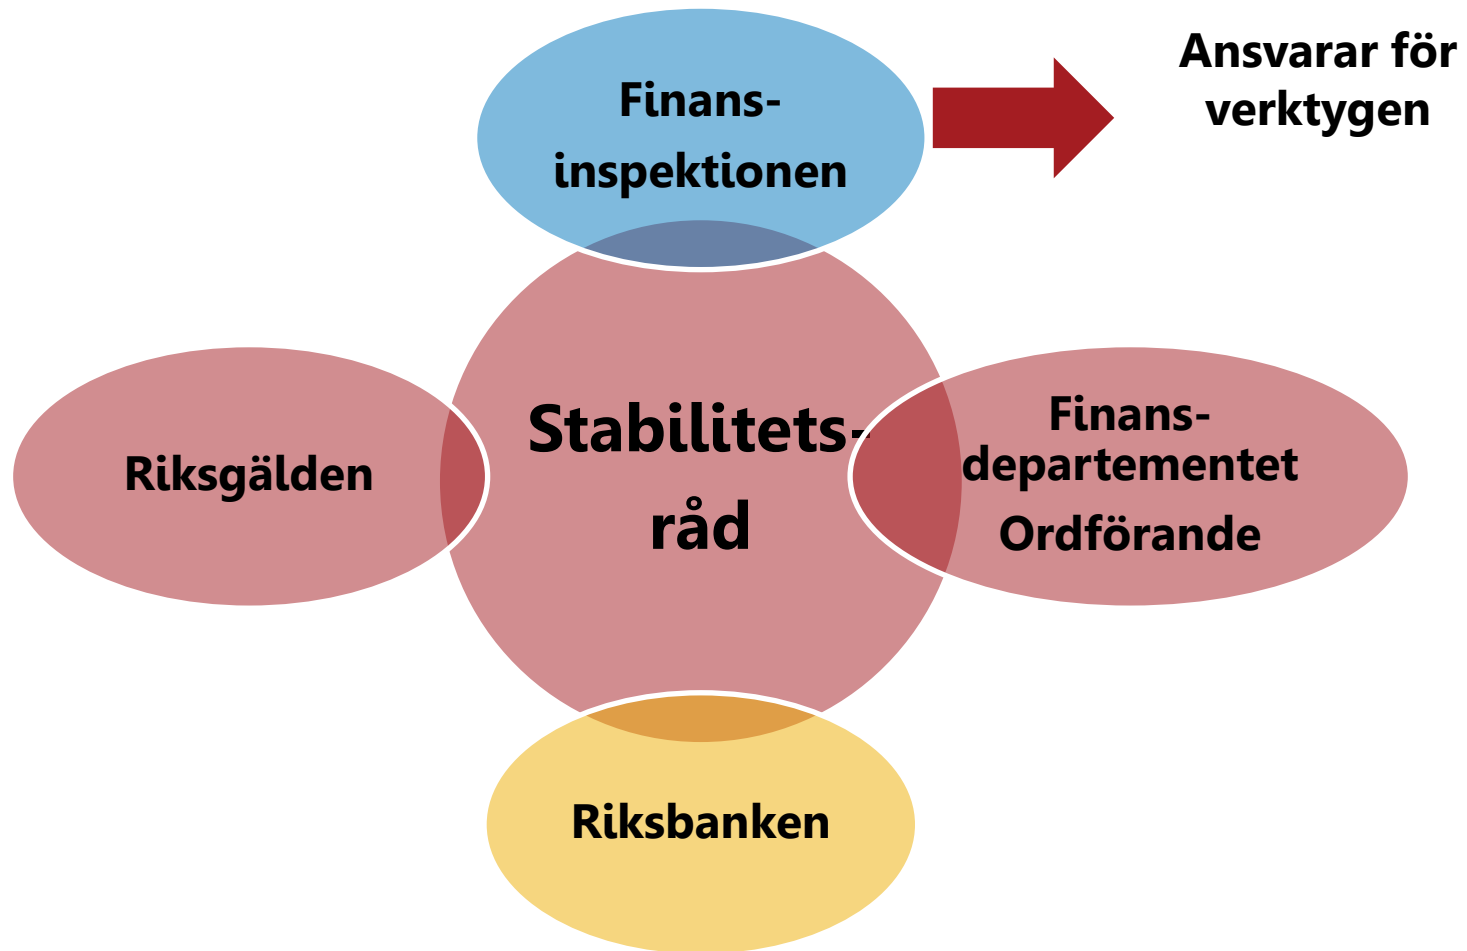 Finans-
inspektionen
Ansvarar för
verktygen
Stabilitets-
råd
Riksgälden
Finans-
departementet
Ordförande
Riksbanken